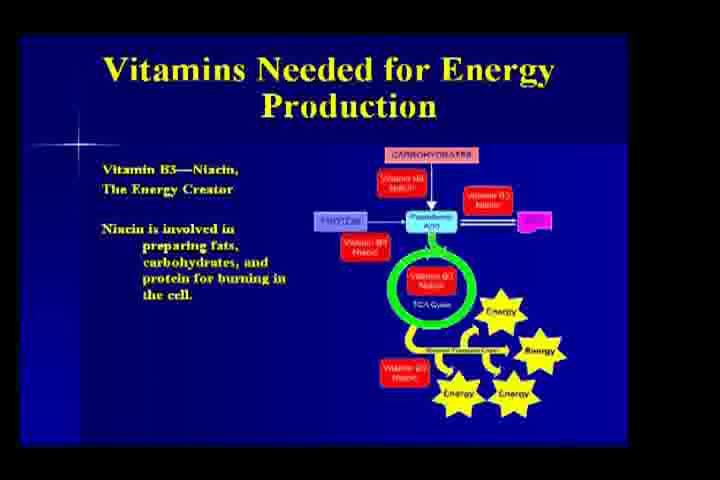 Vitamins Needed for Energy
Production
Vitamin B3—Niacin,
The Energy Creator
Niacin is involved in
preparing fats,
carbohydrates, and
protein for burning in
the cell.
CARBOHYDRATES
Vitamin B3
Niacin
Vitamin B3
Niacin
PROTEIN
Acid
Vitamin B3
Niacin
Vitamin B3
Niacin
TCA Cycle
Energy
Energy
Vitamin B3
Niacin
Energy
Energy